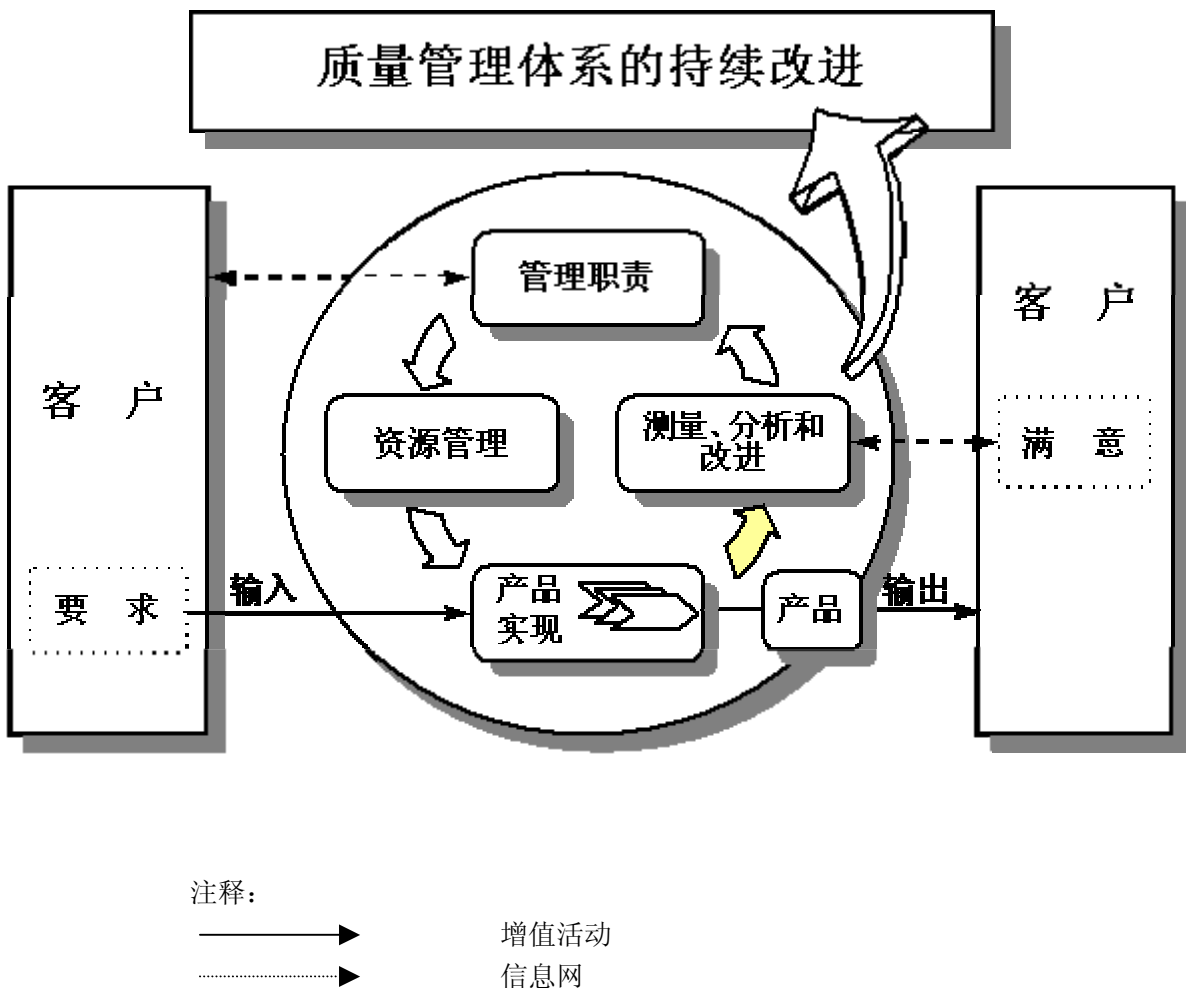 质量管理体系的持续改进
客 户
要 求
管理职责
资源管理
测量、分析和
改进
输入
产品
实现
产品
输出
客 户
满 意
注释：
增值活动
信息网